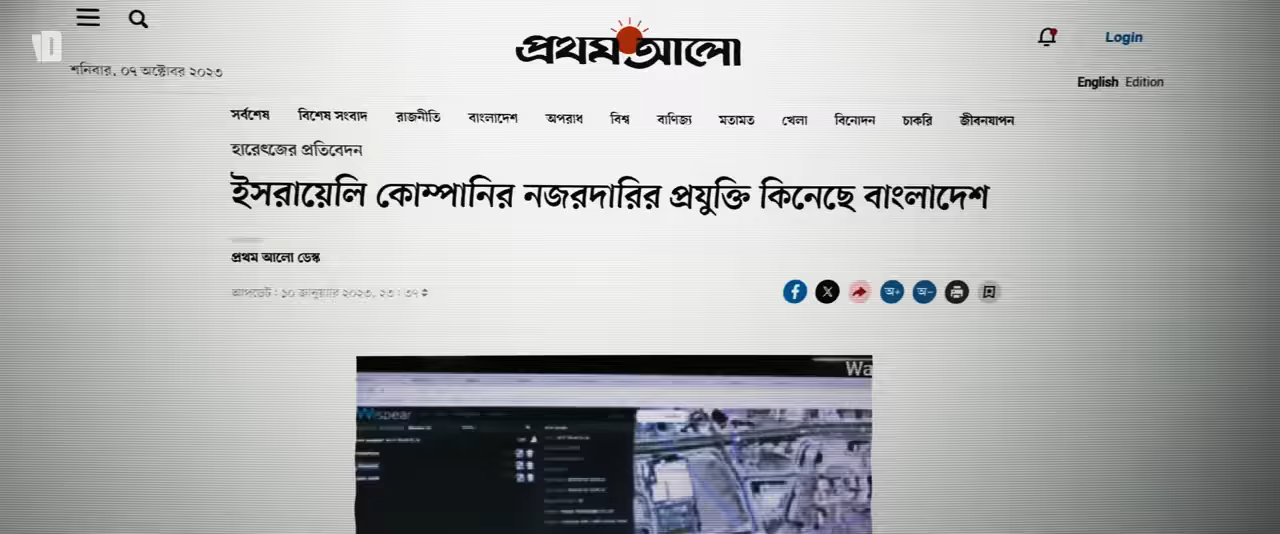 প্রথম আলো
Login
শনিবার, ০৭ অক্টোবর ২০২৩
English Edition
সর্বশেষ বিশেষ সংবাদ রাজনীতি বাংলাদেশ অপরাধ বিশ্ব বাণিজ্য মতামত খেলা বিনোদন চাকরি জীবনযাপন
হারেৎজের প্রতিবেদন
ইসরায়েলি কোম্পানির নজরদারির প্রযুক্তি কিনেছে বাংলাদেশ
প্রথম আলো ডেস্ক
আপডেট: ১০ জানুয়ারি ২০২৩, ২৩: ৩৭
অ+ অ-
Wa
Wispear